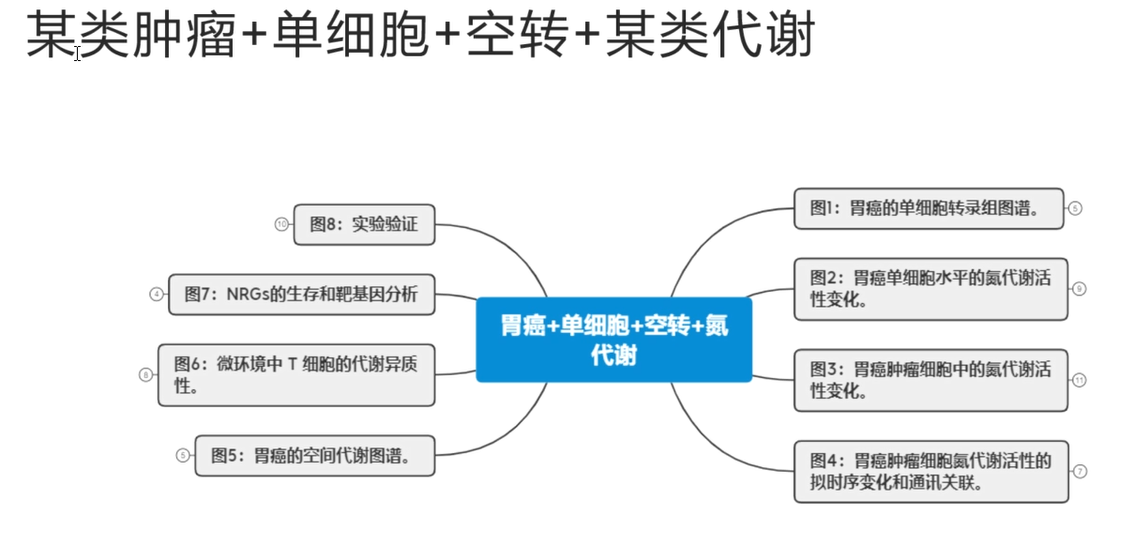 某类肿瘤+单细胞+空转+某类代谢
胃癌+单细胞+空转+氮
代谢
图1：胃癌的单细胞转录组图谱。
5
图2：胃癌单细胞水平的氮代谢活
性变化。
9
图3：胃癌肿瘤细胞中的氮代谢活
性变化。
11
图4：胃癌肿瘤细胞氮代谢活性的
拟时序变化和通讯关联。
7
图5：胃癌的空间代谢图谱。
5
图6：微环境中 T 细胞的代谢异质
性。
图7：NRGs的生存和靶基因分析
4
图8：实验验证
10